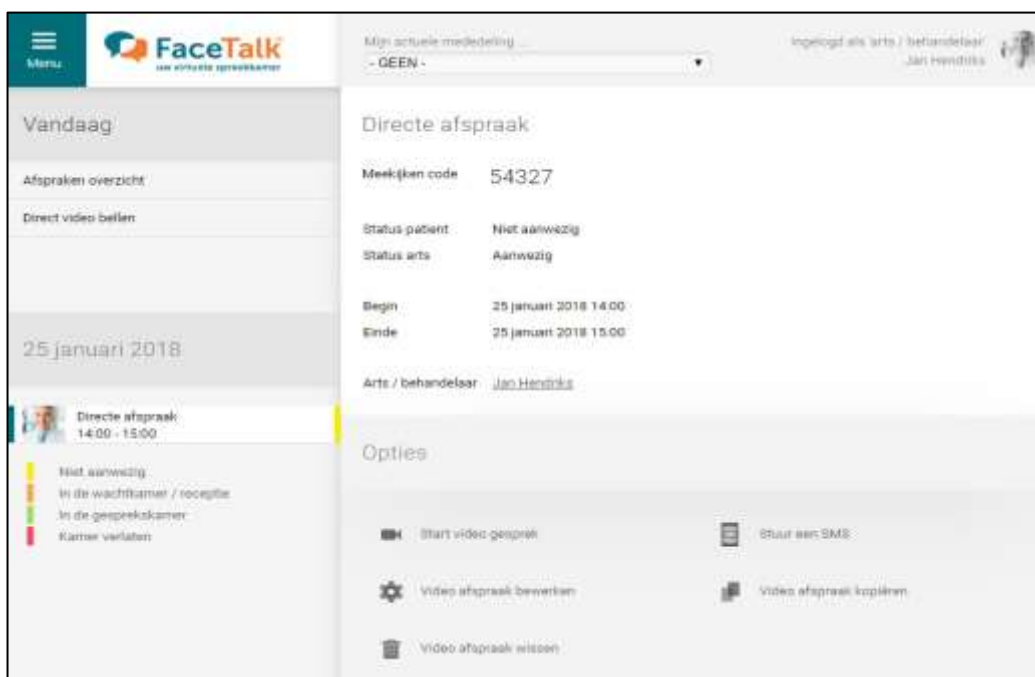 Menu
FaceTalk
uw virtuele spreekkamer
Mijn actuele mededeling ...
- GEEN -
Ingelogd als arts / behandelaar
Jan Hendriks
Vandaag
Afspraken overzicht
Direct video bellen
25 januari 2018
Directe afspraak
14:00 - 15:00
Niet aanwezig
In de wachtkamer / receptie
In de gesprekskamer
Kamer verlaten
Directe afspraak
Meekijken code 54327
Status patient Niet aanwezig
Status arts Aanwezig
Begin 25 januari 2018 14:00
Einde 25 januari 2018 15:00
Arts / behandelaar Jan Hendriks
Opties
Start video gesprek
Stuur een SMS
Video afspraak bewerken
Video afspraak kopiëren
Video afspraak wissen